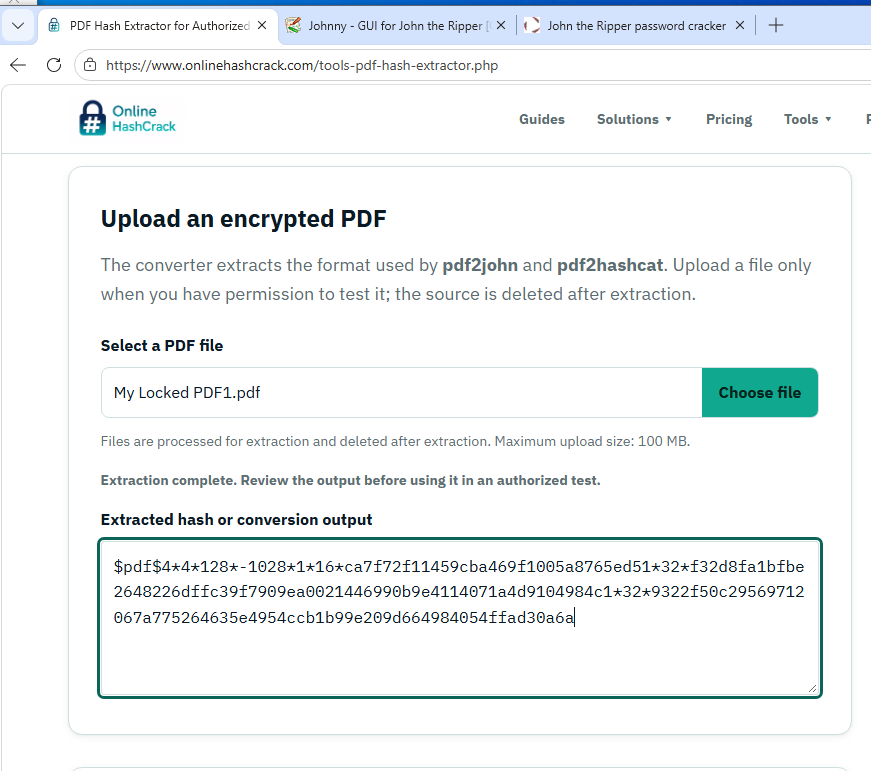 PDF Hash Extractor for Authorized
Johnny - GUI for John the Ripper [
John the Ripper password cracker
https://www.onlinehashcrack.com/tools-pdf-hash-extractor.php
Online
HashCrack
Guides
Solutions
Pricing
Tools
Upload an encrypted PDF
The converter extracts the format used by pdf2john and pdf2hashcat. Upload a file only
when you have permission to test it; the source is deleted after extraction.
Select a PDF file
My Locked PDF1.pdf
Choose file
Files are processed for extraction and deleted after extraction. Maximum upload size: 100 MB.
Extraction complete. Review the output before using it in an authorized test.
Extracted hash or conversion output
$pdf$4*4*128*-1028*1*16*ca7f72f11459cba469f1005a8765ed51*32*f32d8fa1bfbe
2648226dffc39f7909ea0021446990b9e4114071a4d9104984c1*32*9322f50c29569712
067a775264635e4954ccb1b99e209d664984054ffad30a6a